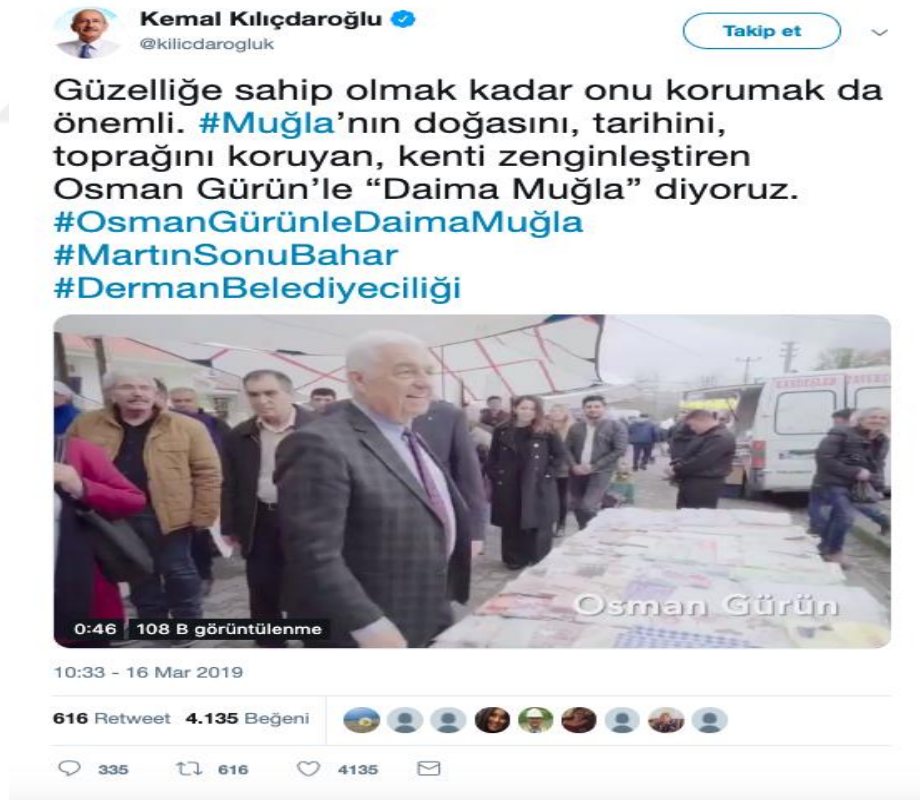 Kemal Kılıçdaroğlu
@kilicdarogluk
Takip et
Güzelliğe sahip olmak kadar onu korumak da
önemli. #Muğla’nın doğasını, tarihini,
toprağını koruyan, kenti zenginleştiren
Osman Gürün’le “Daima Muğla” diyoruz.
#OsmanGürünleDaimaMuğla
#MartınSonuBahar
#DermanBelediyeciliği
Osman Gürün
0:46 108 B görüntülenme
10:33 - 16 Mar 2019
616 Retweet 4.135 Beğeni
335 616 4135